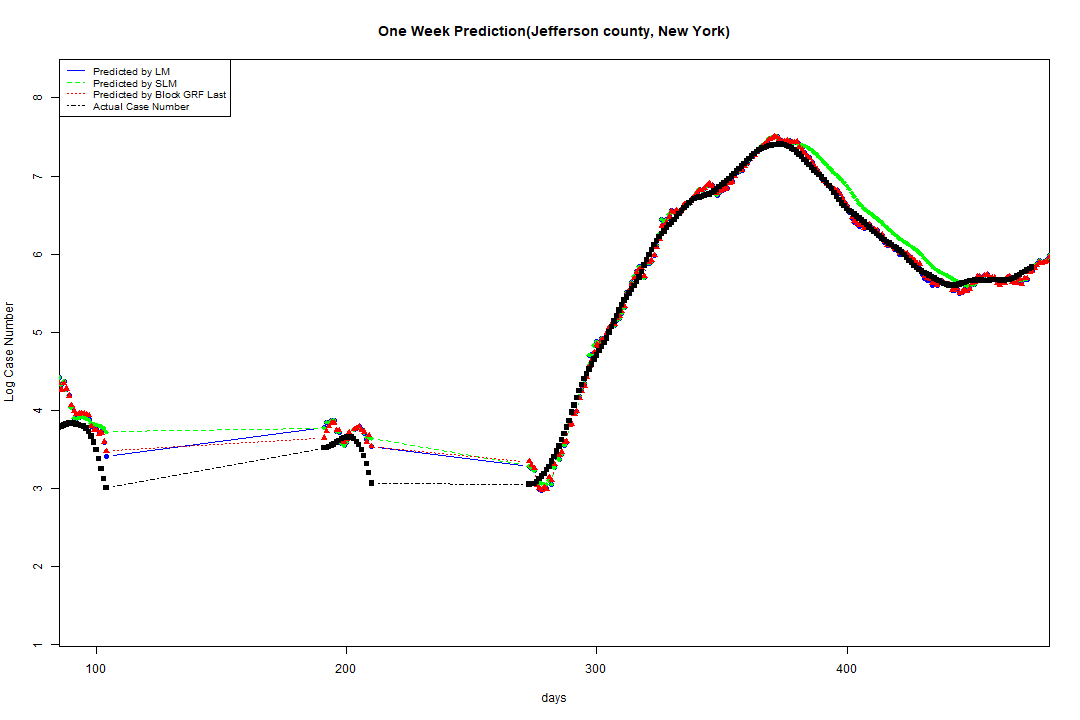 One Week Prediction(Jefferson county, New York)
Predicted by LM
Predicted by SLM
Predicted by Block GRF Last
Actual Case Number
8
7
6
5
4
3
2
1
Log Case Number
100 200 300 400
days